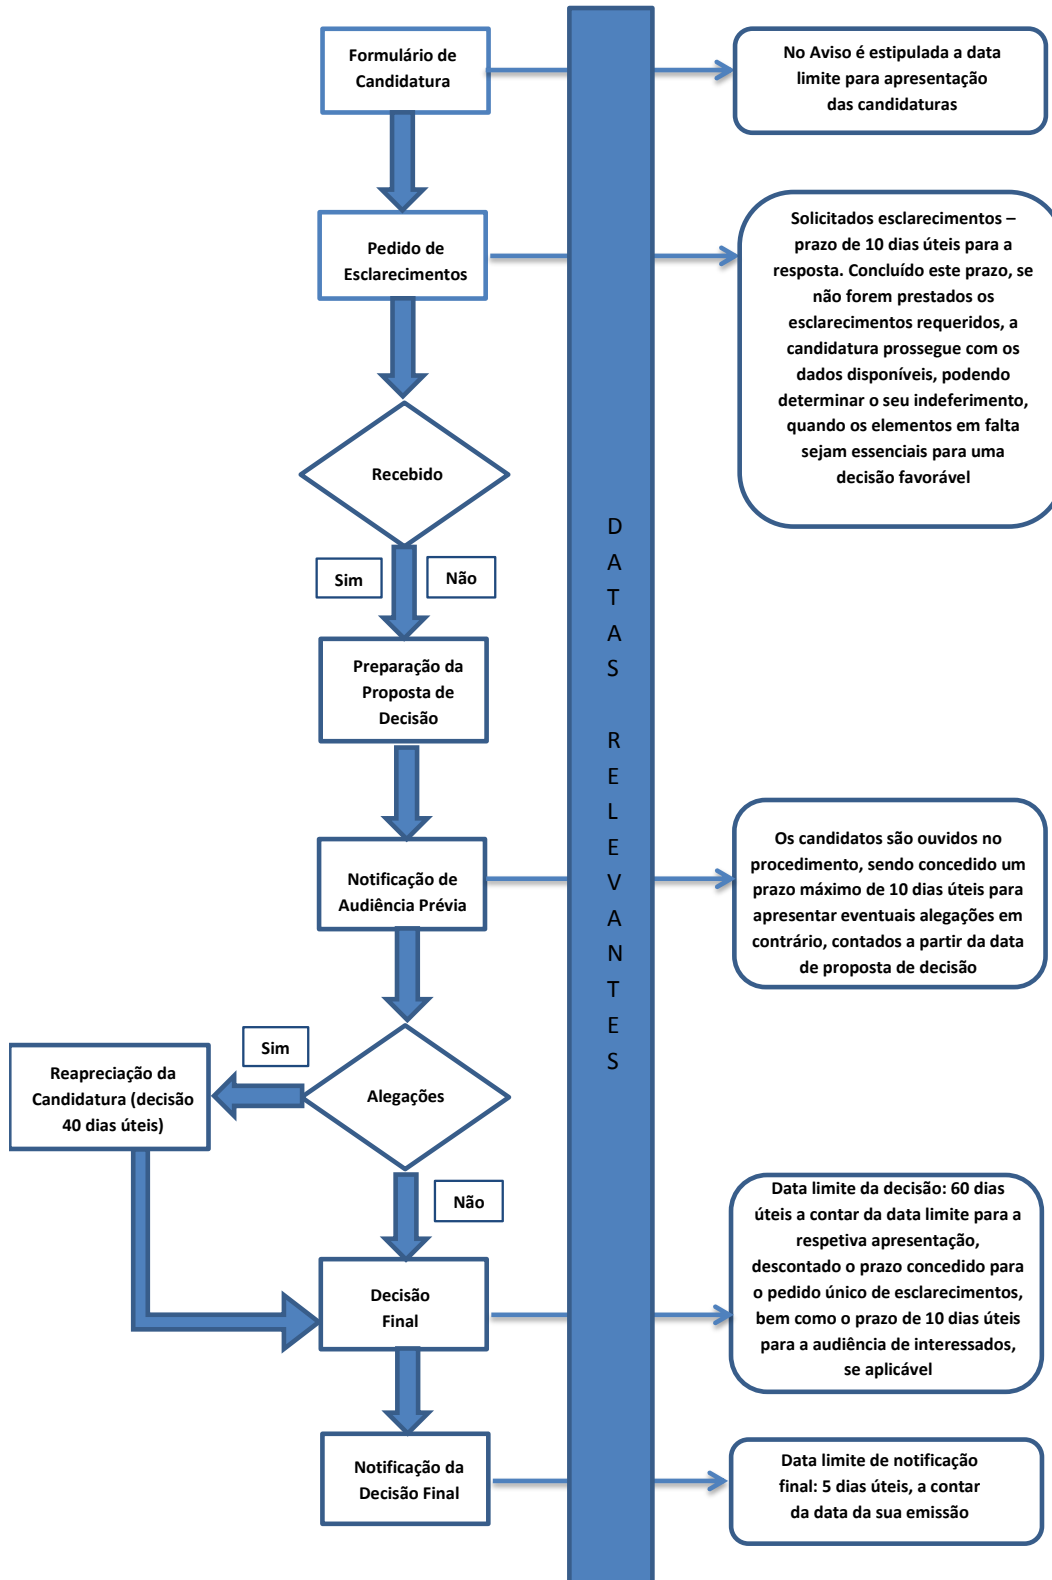 Formulário de
Candidatura
No Aviso é estipulada a data
limite para apresentação
das candidaturas
Pedido de
Esclarecimentos
Solicitados esclarecimentos –
prazo de 10 dias úteis para a
resposta. Concluído este prazo, se
não forem prestados os
esclarecimentos requeridos, a
candidatura prossegue com os
dados disponíveis, podendo
determinar o seu indeferimento,
quando os elementos em falta
sejam essenciais para uma
decisão favorável
Recebido
Sim
Não
Preparação da
Proposta de
Decisão
DATAS RELEVANTES
Notificação de
Audiência Prévia
Os candidatos são ouvidos no
procedimento, sendo concedido um
prazo máximo de 10 dias úteis para
apresentar eventuais alegações em
contrário, contados a partir da data
de proposta de decisão
Alegações
Sim
Reapreciação da
Candidatura (decisão
40 dias úteis)
Não
Decisão
Final
Data limite da decisão: 60 dias
úteis a contar da data limite para a
respetiva apresentação,
descontado o prazo concedido para
o pedido único de esclarecimentos,
bem como o prazo de 10 dias úteis
para a audiência de interessados,
se aplicável
Notificação da
Decisão Final
Data limite de notificação
final: 5 dias úteis, a contar
da data da sua emissão